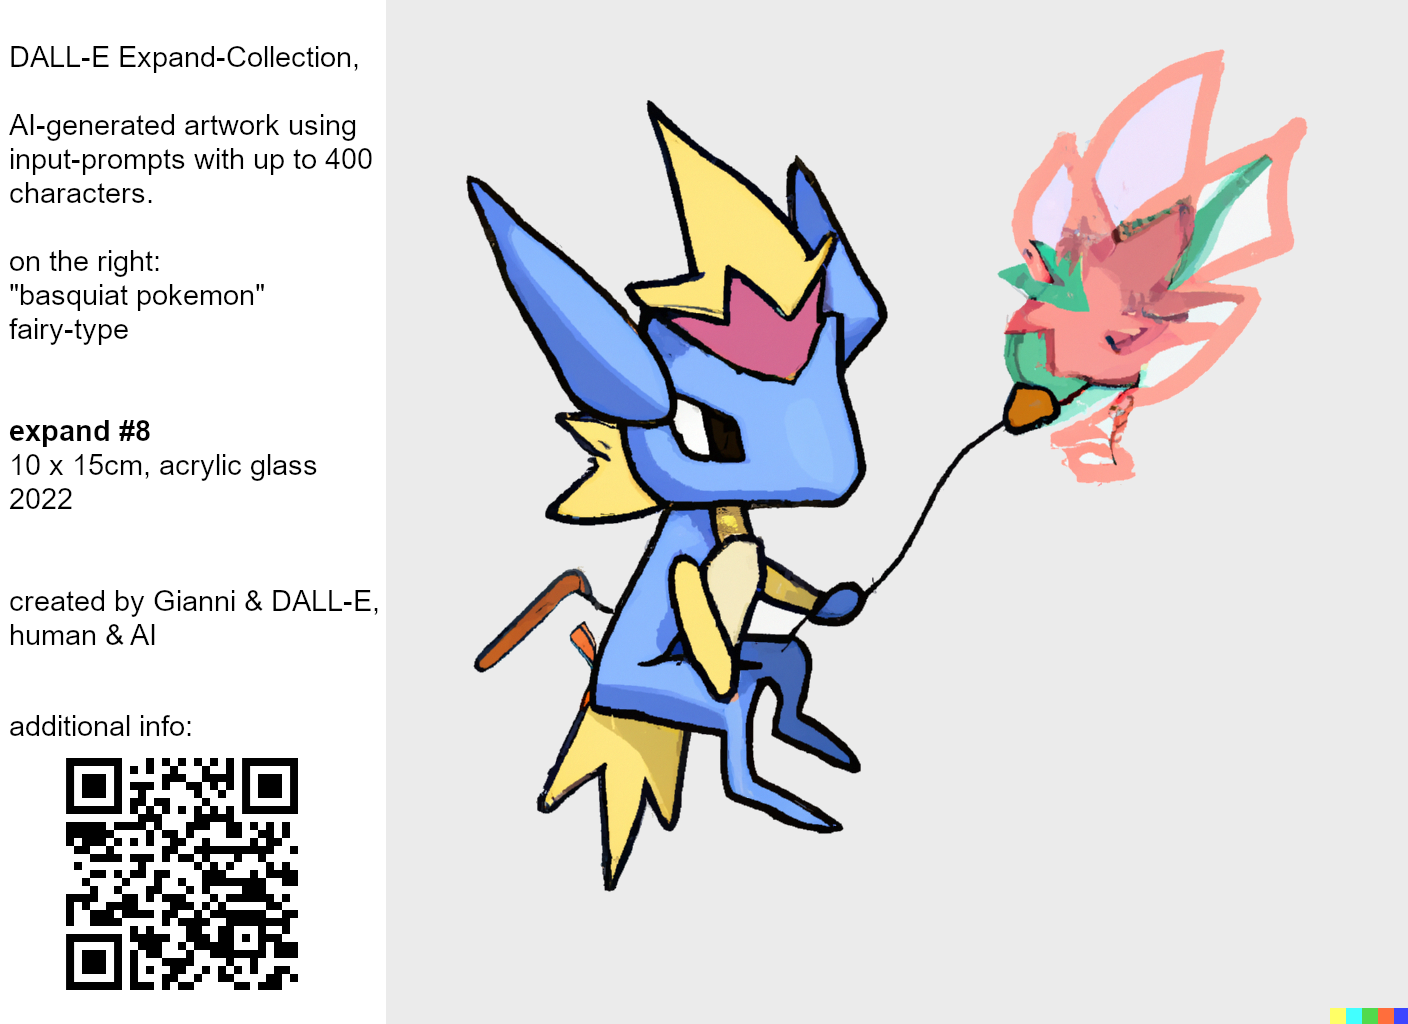 DALL-E Expand-Collection,
AI-generated artwork using
input-prompts with up to 400
characters.
on the right:
"basquiat pokemon"
fairy-type
expand #8
10 x 15cm, acrylic glass
2022
created by Gianni & DALL-E,
human & AI
additional info: